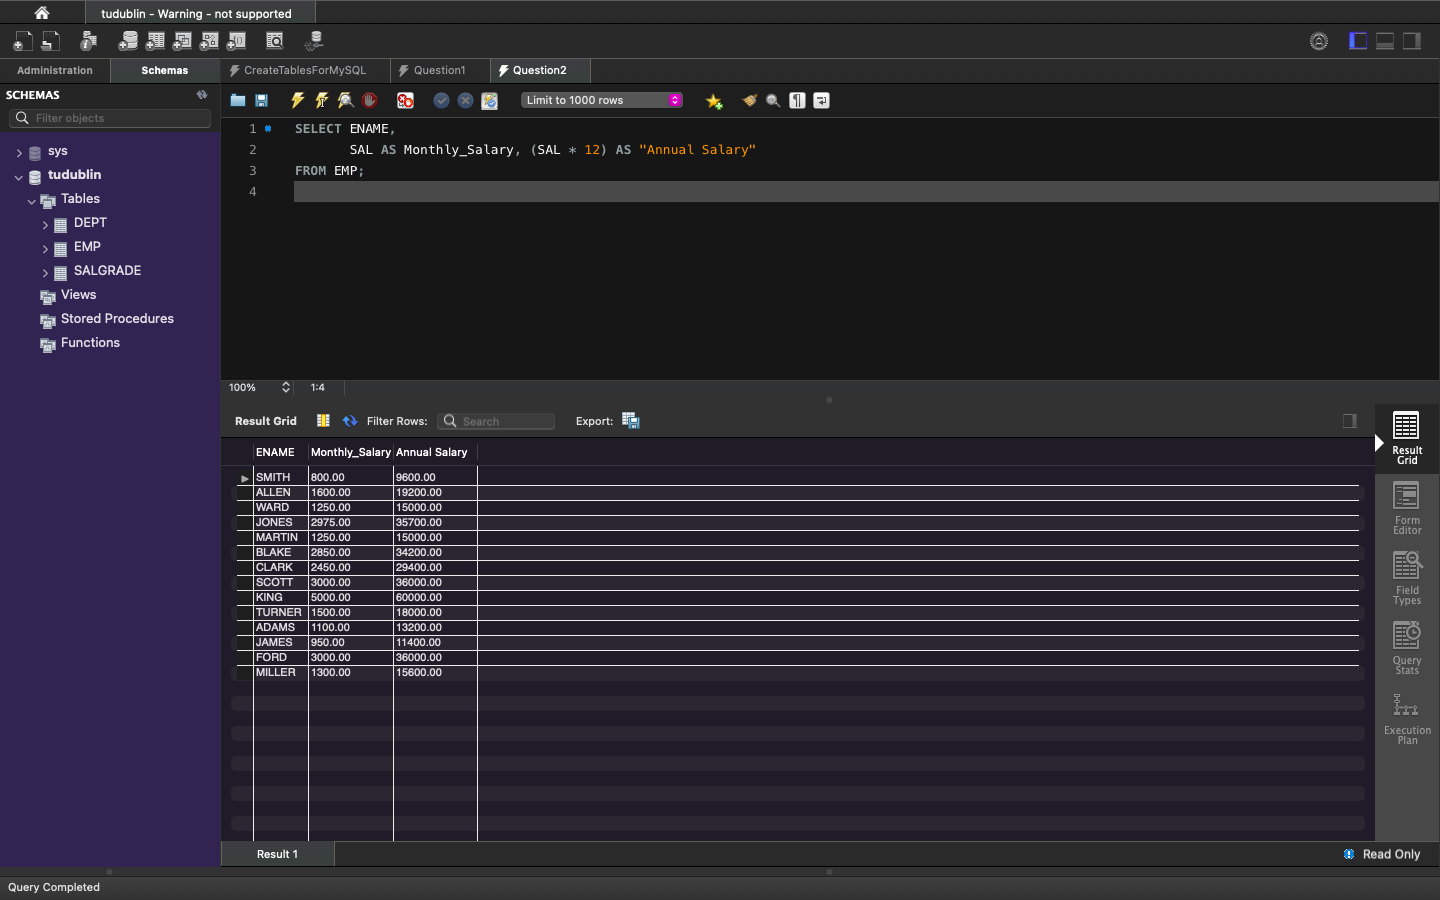 tudublin - Warning - not supported
Administration
Schemas
CreateTablesForMySQL
Question1
Question2
SCHEMAS
Filter objects
sys
tudublin
Tables
DEPT
EMP
SALGRADE
Views
Stored Procedures
Functions
Limit to 1000 rows
1 SELECT ENAME,
2 SAL AS Monthly_Salary, (SAL * 12) AS "Annual Salary"
3 FROM EMP;
4
100% 1:4
Result Grid Filter Rows: Search Export:
ENAME Monthly_Salary Annual Salary
SMITH 800.00 9600.00
ALLEN 1600.00 19200.00
WARD 1250.00 15000.00
JONES 2975.00 35700.00
MARTIN 1250.00 15000.00
BLAKE 2850.00 34200.00
CLARK 2450.00 29400.00
SCOTT 3000.00 36000.00
KING 5000.00 60000.00
TURNER 1500.00 18000.00
ADAMS 1100.00 13200.00
JAMES 950.00 11400.00
FORD 3000.00 36000.00
MILLER 1300.00 15600.00
Result
Grid
Form
Editor
Field
Types
Query
Stats
Execution
Plan
Result 1
Read Only
Query Completed